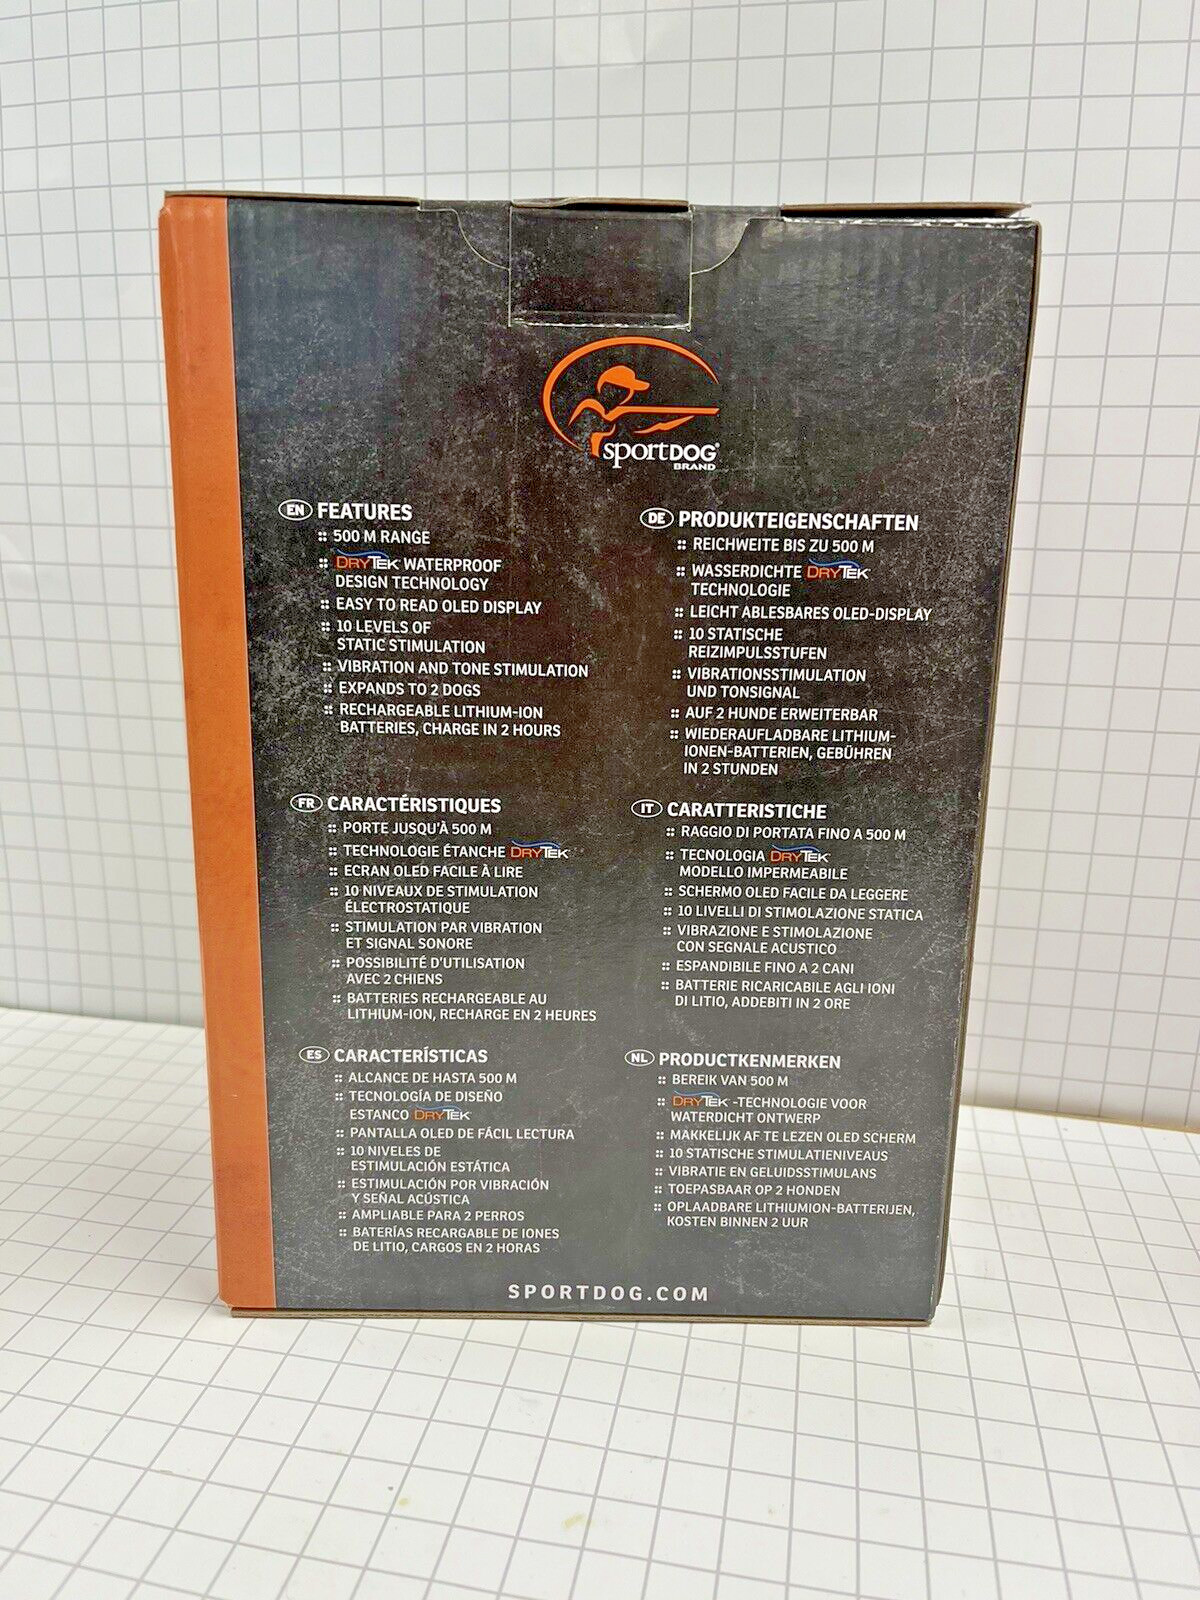 sportDOG®
BRAND
EN FEATURES
:: 500 M RANGE
:: DRYTEK WATERPROOF
DESIGN TECHNOLOGY
:: EASY TO READ OLED DISPLAY
:: 10 LEVELS OF
STATIC STIMULATION
:: VIBRATION AND TONE STIMULATION
:: EXPANDS TO 2 DOGS
:: RECHARGEABLE LITHIUM-ION
BATTERIES, CHARGE IN 2 HOURS
DE PRODUKTEIGENSCHAFTEN
:: REICHWEITE BIS ZU 500 M
:: WASSERDICHTE DRYTEK
TECHNOLOGIE
:: LEICHT ABLESBARES OLED-DISPLAY
:: 10 STATISCHE
REIZIMPULSSTUFEN
:: VIBRATIONSSTIMULATION
UND TONSIGNAL
:: AUF 2 HUNDE ERWEITERBAR
:: WIEDERAUFLADBARE LITHIUM-
IONEN-BATTERIEN, GEBÜHREN
IN 2 STUNDEN
FR CARACTÉRISTIQUES
:: PORTE JUSQU'À 500 M
:: TECHNOLOGIE ÉTANCHE DRYTEK
:: ECRAN OLED FACILE À LIRE
:: 10 NIVEAUX DE STIMULATION
ÉLECTROSTATIQUE
:: STIMULATION PAR VIBRATION
ET SIGNAL SONORE
:: POSSIBILITÉ D'UTILISATION
AVEC 2 CHIENS
:: BATTERIES RECHARGEABLE AU
LITHIUM-ION, RECHARGE EN 2 HEURES
IT CARATTERISTICHE
:: RAGGIO DI PORTATA FINO A 500 M
:: TECNOLOGIA DRYTEK
MODELLO IMPERMEABILE
:: SCHERMO OLED FACILE DA LEGGERE
:: 10 LIVELLI DI STIMOLAZIONE STATICA
:: VIBRAZIONE E STIMOLAZIONE
CON SEGNALE ACUSTICO
:: ESPANDIBILE FINO A 2 CANI
:: BATTERIE RICARICABILE AGLI IONI
DI LITIO, ADDEBITI IN 2 ORE
ES CARACTERÍSTICAS
:: ALCANCE DE HASTA 500 M
:: TECNOLOGÍA DE DISEÑO
ESTANCO DRYTEK
:: PANTALLA OLED DE FÁCIL LECTURA
:: 10 NIVELES DE
ESTIMULACIÓN ESTÁTICA
:: ESTIMULACIÓN POR VIBRACIÓN
Y SEÑAL ACÚSTICA
:: AMPLIABLE PARA 2 PERROS
:: BATERÍAS RECARGABLE DE IONES
DE LITIO, CARGOS EN 2 HORAS
NL PRODUCTKENMERKEN
:: BEREIK VAN 500 M
:: DRYTEK -TECHNOLOGIE VOOR
WATERDICHT ONTWERP
:: MAKKELIJK AF TE LEZEN OLED SCHERM
:: 10 STATISCHE STIMULATIENIVEAUS
:: VIBRATIE EN GELUIDSSTIMULANS
:: TOEPASBAAR OP 2 HONDEN
:: OPLAADBARE LITHIUMION-BATTERIJEN,
KOSTEN BINNEN 2 UUR
SPORTDOG.COM